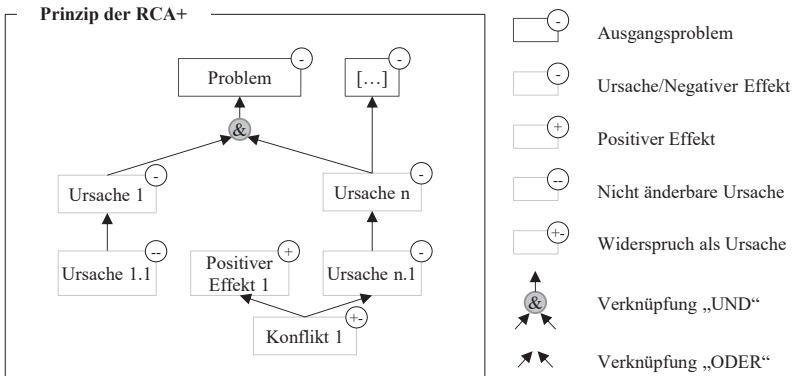 Prinzip der RCA+
Problem
-
[…]
-
&
Ursache 1
-
Ursache n
-
Ursache 1.1
--
Positiver
Effekt 1
+
Ursache n.1
-
Konflikt 1
+-
-
Ausgangsproblem
-
Ursache/Negativer Effekt
+
Positiver Effekt
--
Nicht änderbare Ursache
+-
Widerspruch als Ursache
&
Verknüpfung „UND“
Verknüpfung „ODER“